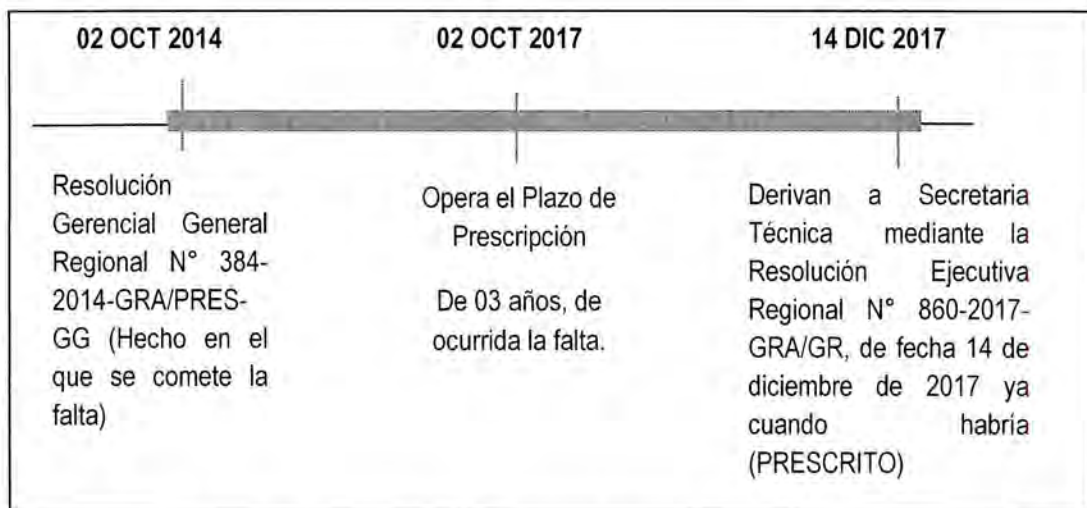 02 OCT 2014
02 OCT 2017
14 DIC 2017
Resolución
Gerencial General
Regional N° 384-
2014-GRA/PRES-
GG (Hecho en el
que se comete la
falta)
Opera el Plazo de
Prescripción
De 03 años, de
ocurrida la falta.
Derivan a Secretaria
Técnica mediante la
Resolución Ejecutiva
Regional N° 860-2017-
GRA/GR, de fecha 14 de
diciembre de 2017 ya
cuando habría
(PRESCRITO)